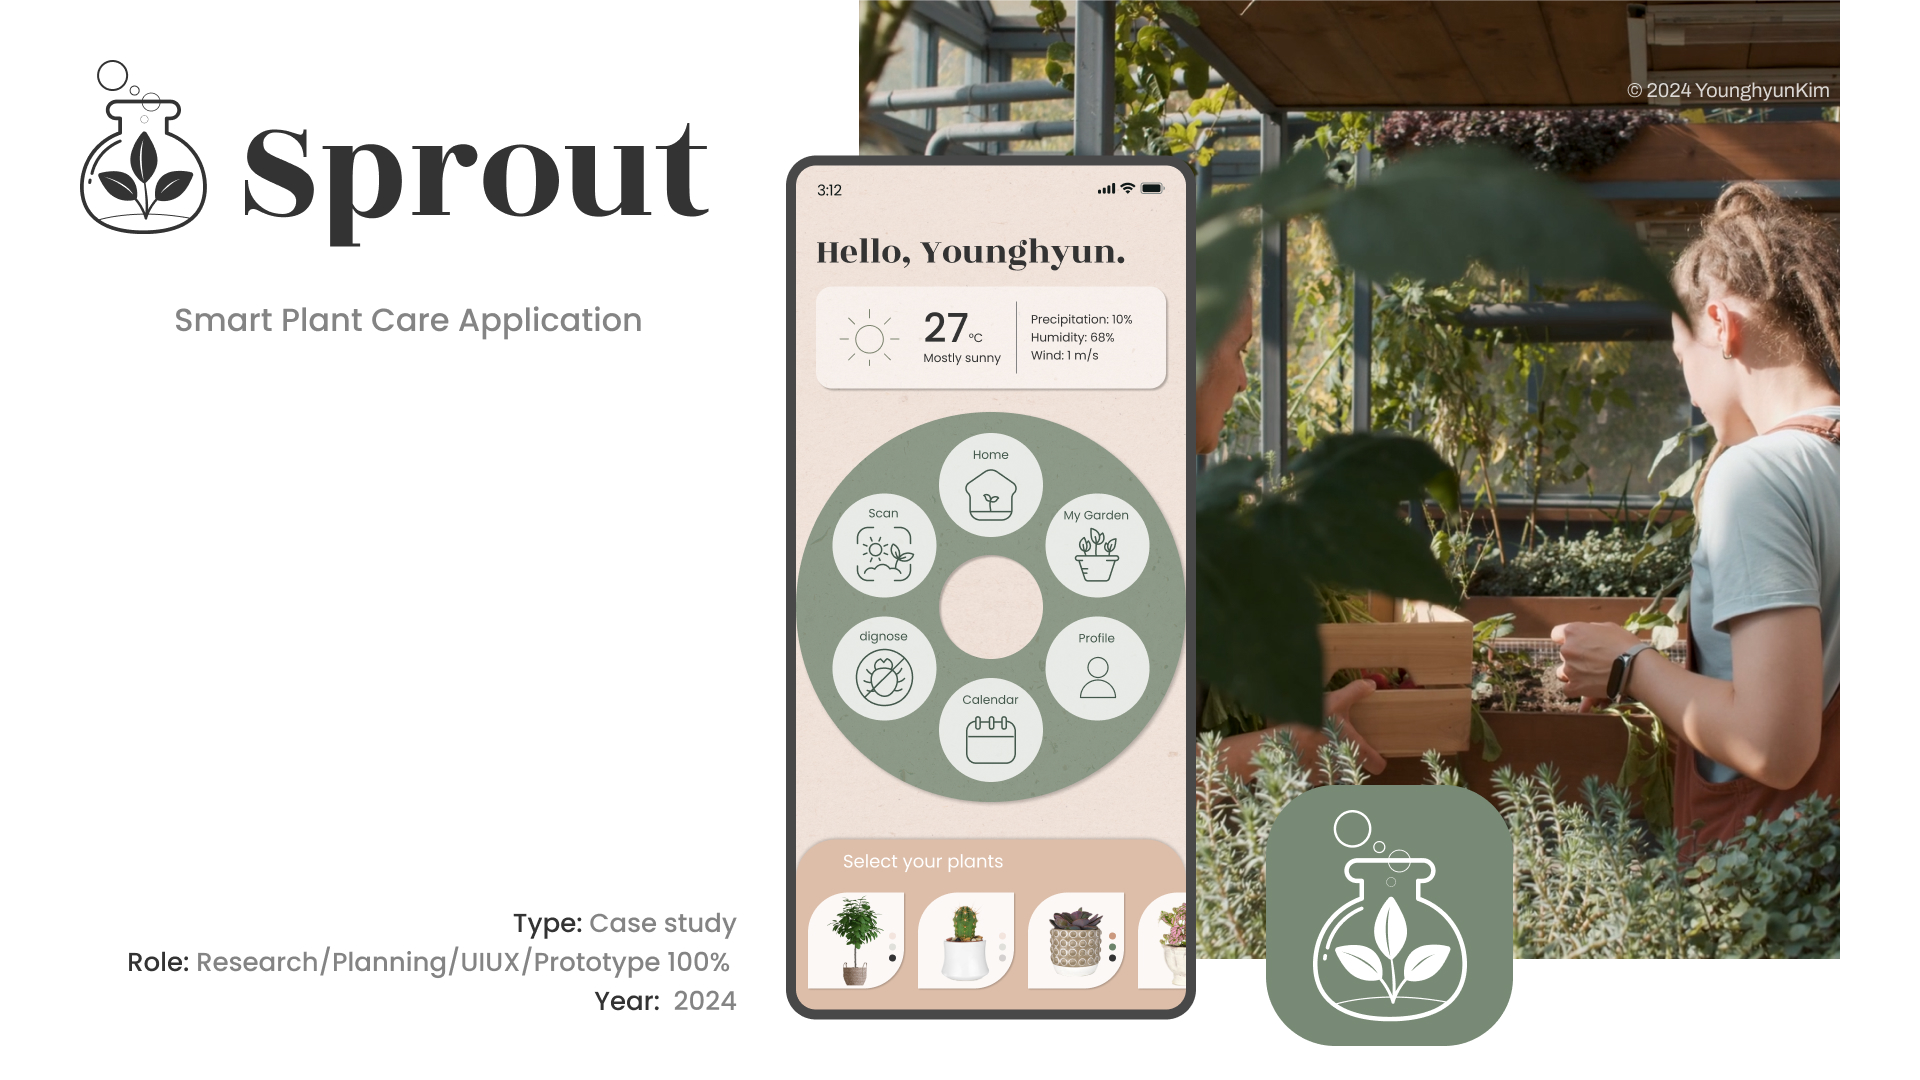 Sprout
Smart Plant Care Application
Type: Case study
Role: Research/Planning/UIUX/Prototype 100%
Year: 2024
© 2024 YounghyunKim
3:12
Hello, Younghyun.
27 °C
Mostly sunny
Precipitation: 10%
Humidity: 68%
Wind: 1 m/s
Home
Scan
My Garden
dignose
Profile
Calendar
Select your plants